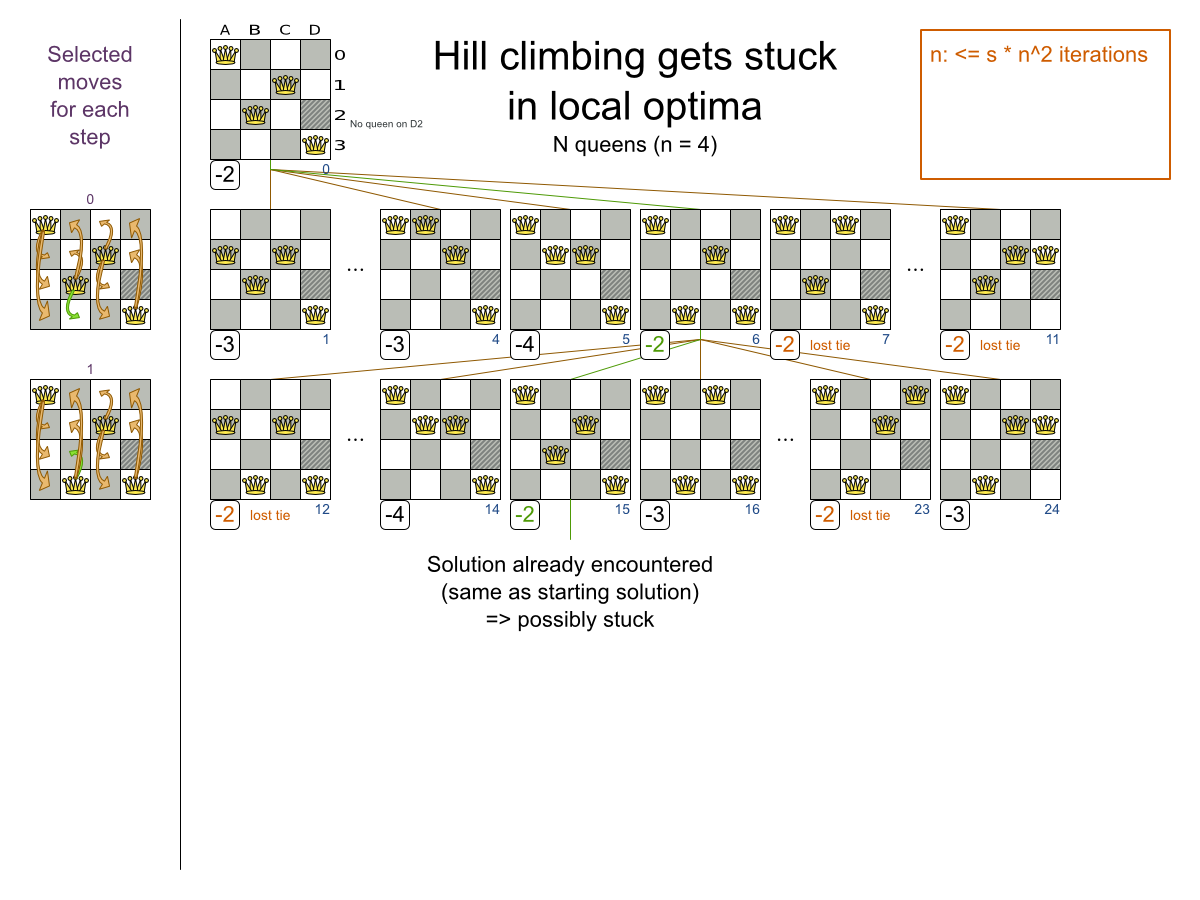 Selected
moves
for each
step
A B C D
0
1
2
3
No queen on D2
-2
0
Hill climbing gets stuck
in local optima
N queens (n = 4)
n: <= s * n^2 iterations
0
...
...
-3
1
-3
4
-4
5
-2
6
-2
lost tie
7
-2
lost tie
11
1
...
...
-2
lost tie
12
-4
14
-2
15
-3
16
-2
lost tie
23
-3
24
Solution already encountered
(same as starting solution)
=> possibly stuck